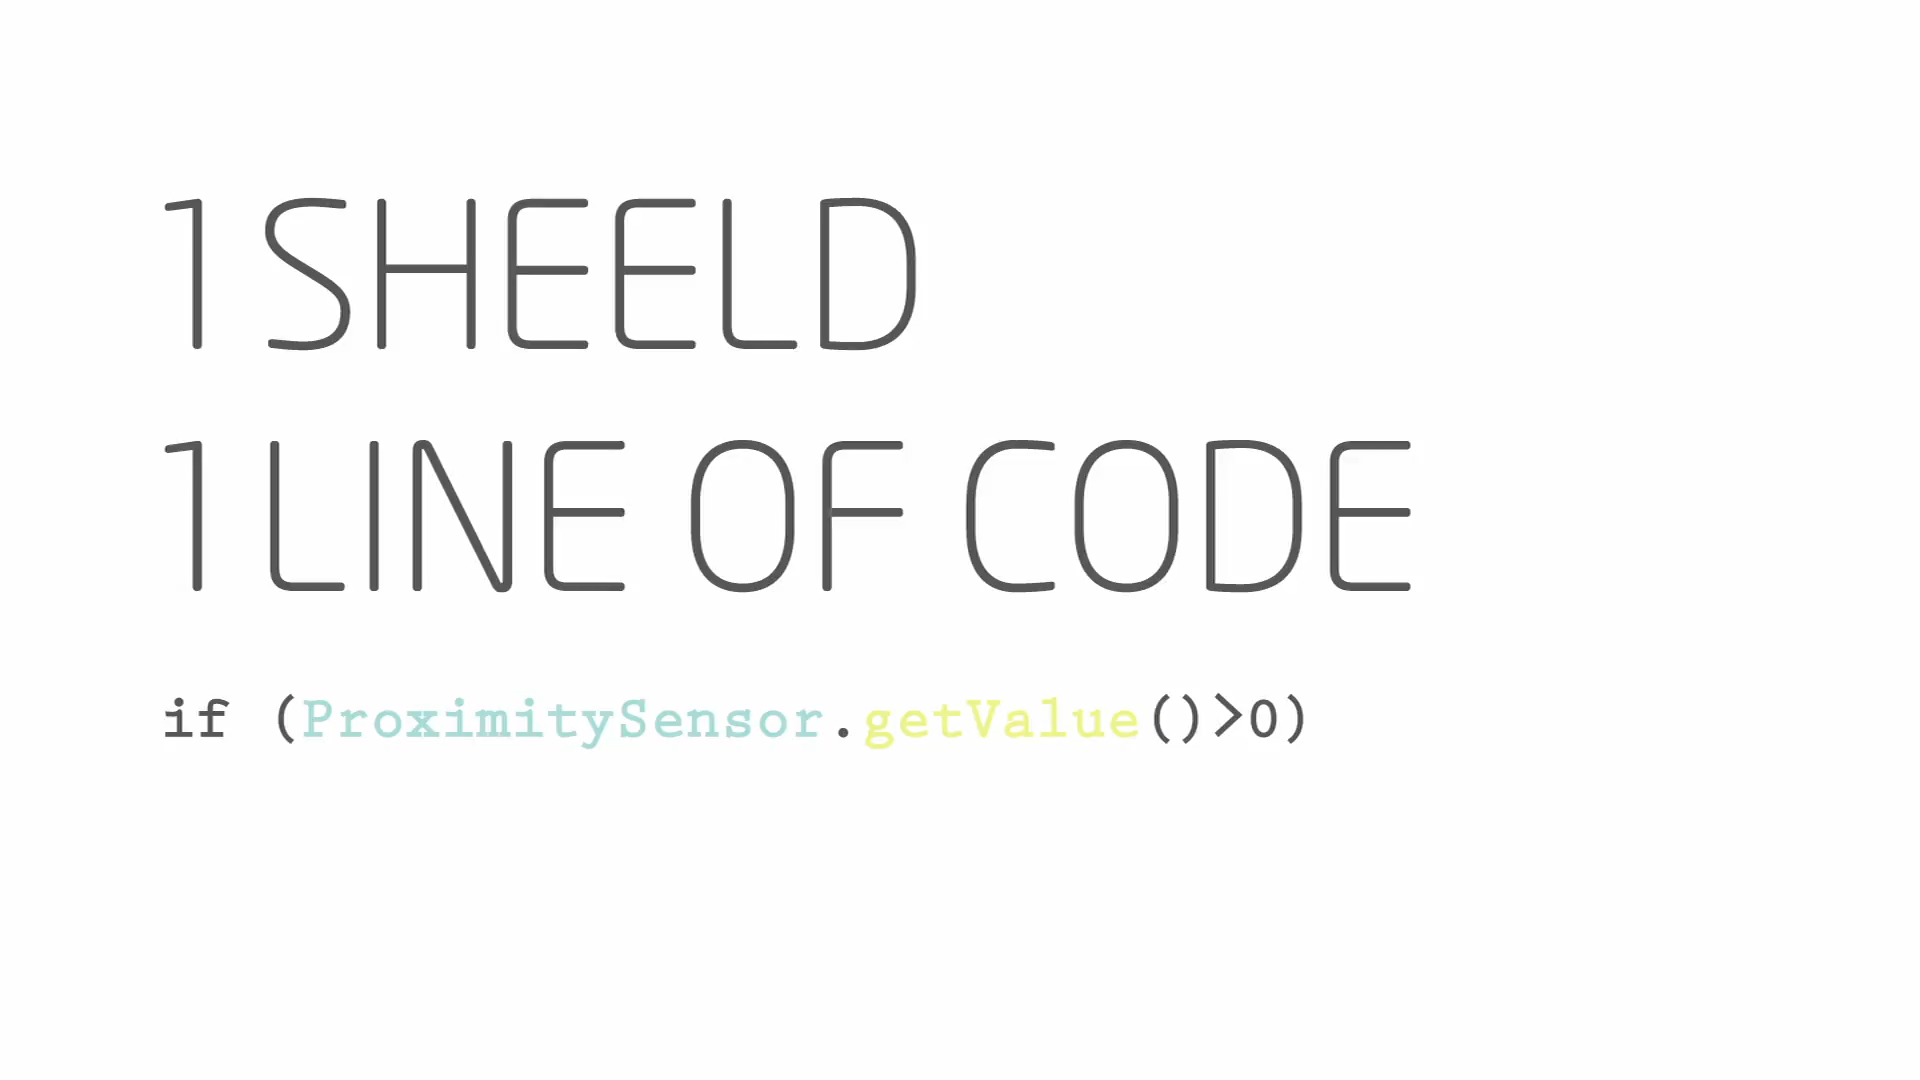 1 SHEELD
1 LINE OF CODE
if (ProximitySensor.getValue()>0)